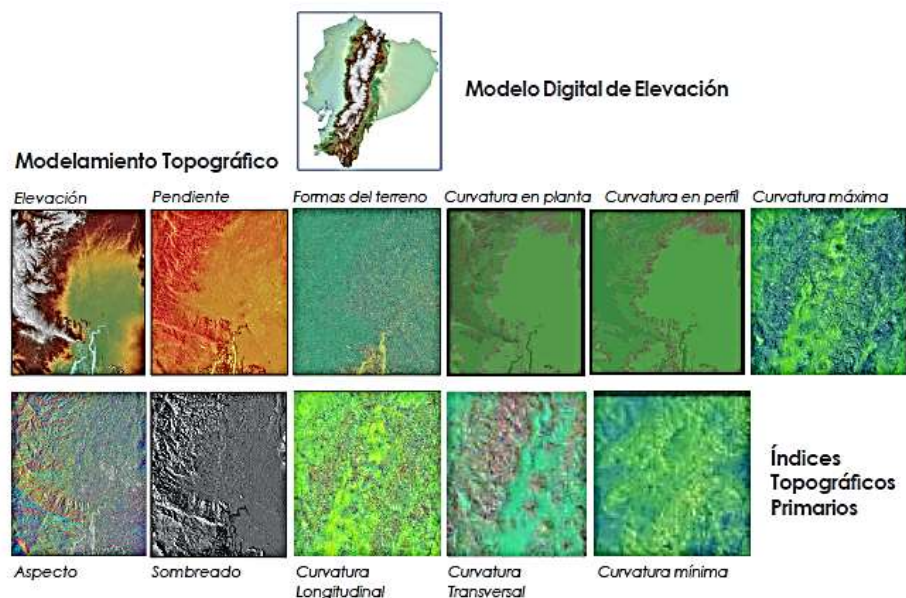 Modelo Digital de Elevación
Modelamiento Topográfico
Elevación
Pendiente
Formas del terreno
Curvatura en planta
Curvatura en perfil
Curvatura máxima
Índices
Topográficos
Primarios
Aspecto
Sombreado
Curvatura
Longitudinal
Curvatura
Transversal
Curvatura mínima